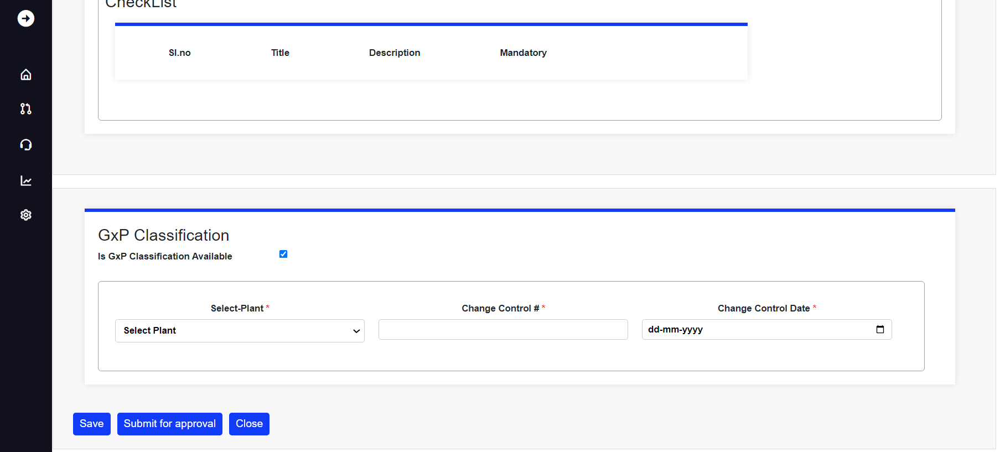 CheckList
Sl.no Title Description Mandatory
GxP Classification
Is GxP Classification Available
Select-Plant * Change Control # * Change Control Date *
Select Plant dd-mm-yyyy
Save Submit for approval Close